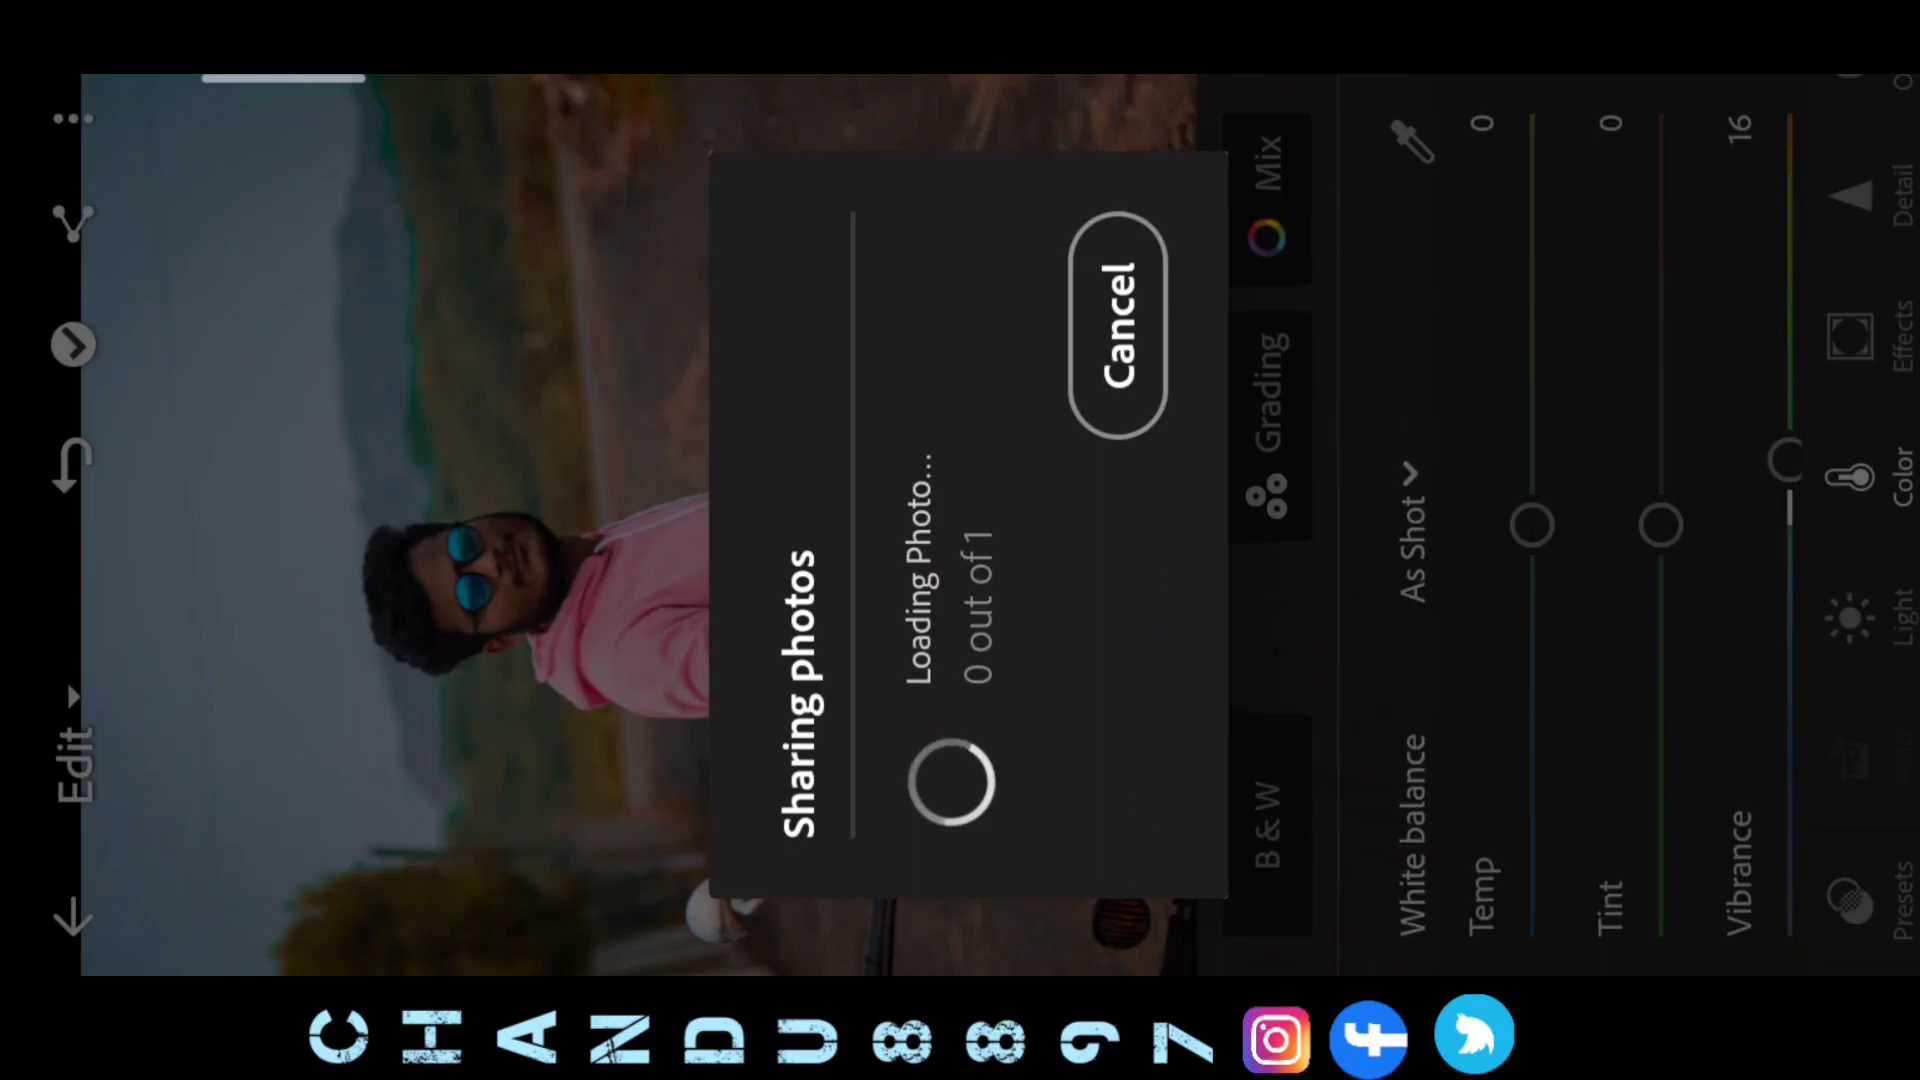 Edit
Sharing photos
Loading Photo...
0 out of 1
Cancel
B & W
Grading
Mix
White balance
As Shot
Temp
0
Tint
0
Vibrance
16
Presets
Light
Color
Effects
Detail
CHANDU8897